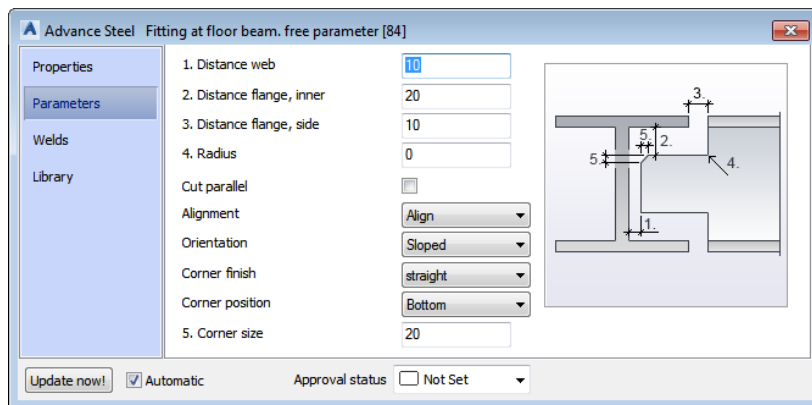 Advance Steel Fitting at floor beam. free parameter [84]
Properties
Parameters
Welds
Library
1. Distance web 10
2. Distance flange, inner 20
3. Distance flange, side 10
4. Radius 0
Cut parallel
Alignment Align
Orientation Sloped
Corner finish straight
Corner position Bottom
5. Corner size 20
3.
5.
2.
5.
4.
1.
Update now! Automatic Approval status Not Set